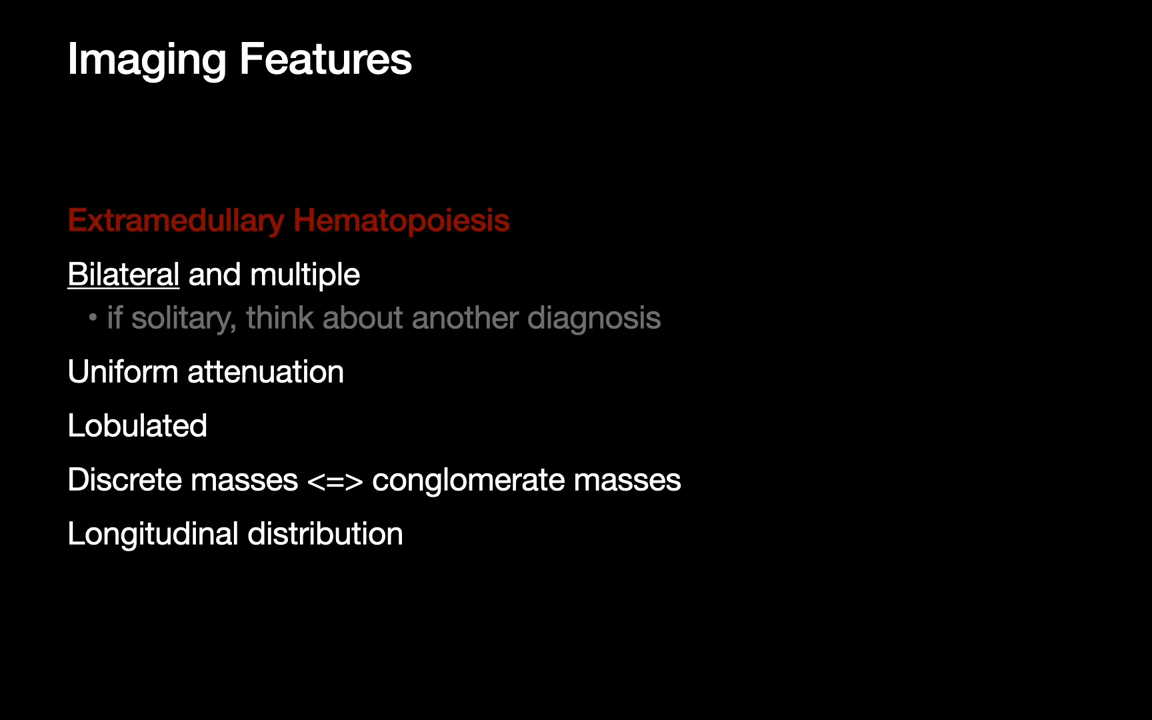 Imaging Features
Extramedullary Hematopoiesis
Bilateral and multiple
• if solitary, think about another diagnosis
Uniform attenuation
Lobulated
Discrete masses <=> conglomerate masses
Longitudinal distribution